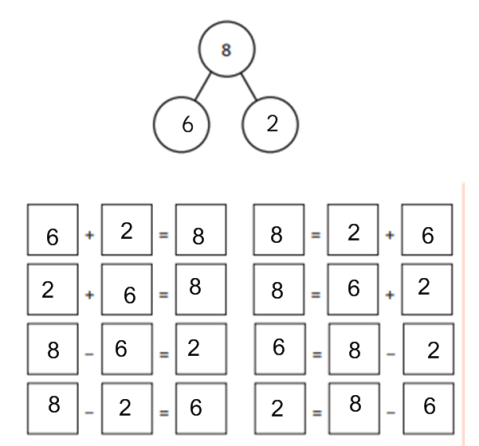 8
6 2
6 + 2 = 8 8 = 2 + 6
2 + 6 = 8 8 = 6 + 2
8 - 6 = 2 6 = 8 - 2
8 - 2 = 6 2 = 8 - 6